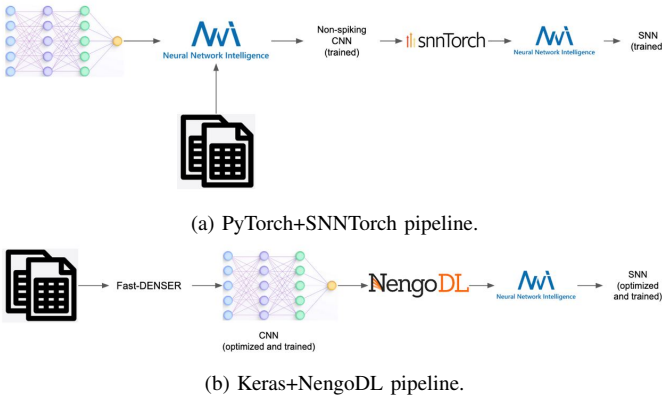 Neural Network Intelligence
Non-spiking
CNN
(trained)
snnTorch
Neural Network Intelligence
SNN
(trained
(a) PyTorch+SNNTorch pipeline.
Fast-DENSER
CNN
(optimized and trained)
NengoDL
Neural Network Intelligence
SNN
(optimized
and trained)
(b) Keras+NengoDL pipeline.